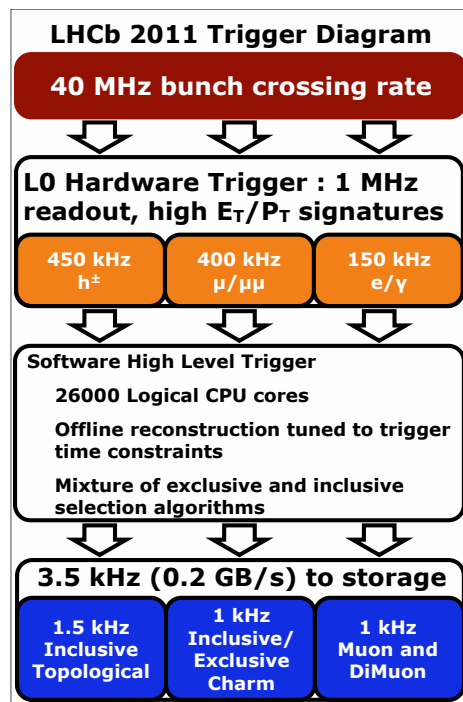 LHCb 2011 Trigger Diagram
40 MHz bunch crossing rate
L0 Hardware Trigger : 1 MHz
readout, high E_T/P_T signatures
450 kHz
h±
400 kHz
μ/μμ
150 kHz
e/γ
Software High Level Trigger
26000 Logical CPU cores
Offline reconstruction tuned to trigger
time constraints
Mixture of exclusive and inclusive
selection algorithms
3.5 kHz (0.2 GB/s) to storage
1.5 kHz
Inclusive
Topological
1 kHz
Inclusive/
Exclusive
Charm
1 kHz
Muon and
DiMuon